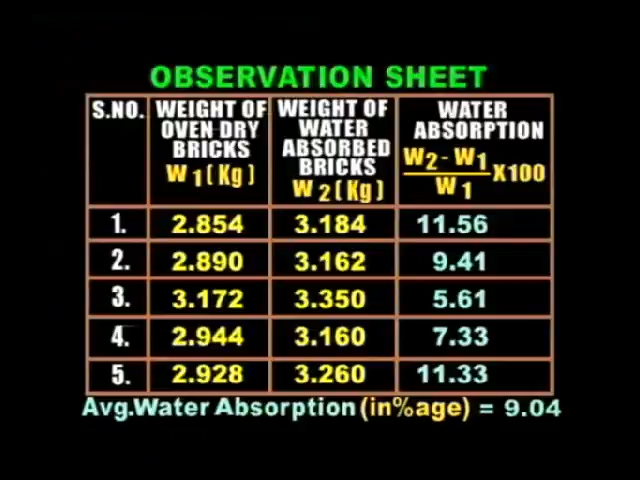 OBSERVATION SHEET
S.NO. WEIGHT OF OVEN DRY BRICKS W1(Kg) WEIGHT OF WATER ABSORBED BRICKS W2(Kg) WATER ABSORPTION W2-W1/W1 X100
1. 2.854 3.184 11.56
2. 2.890 3.162 9.41
3. 3.172 3.350 5.61
4. 2.944 3.160 7.33
5. 2.928 3.260 11.33
Avg.Water Absorption (in%age) = 9.04